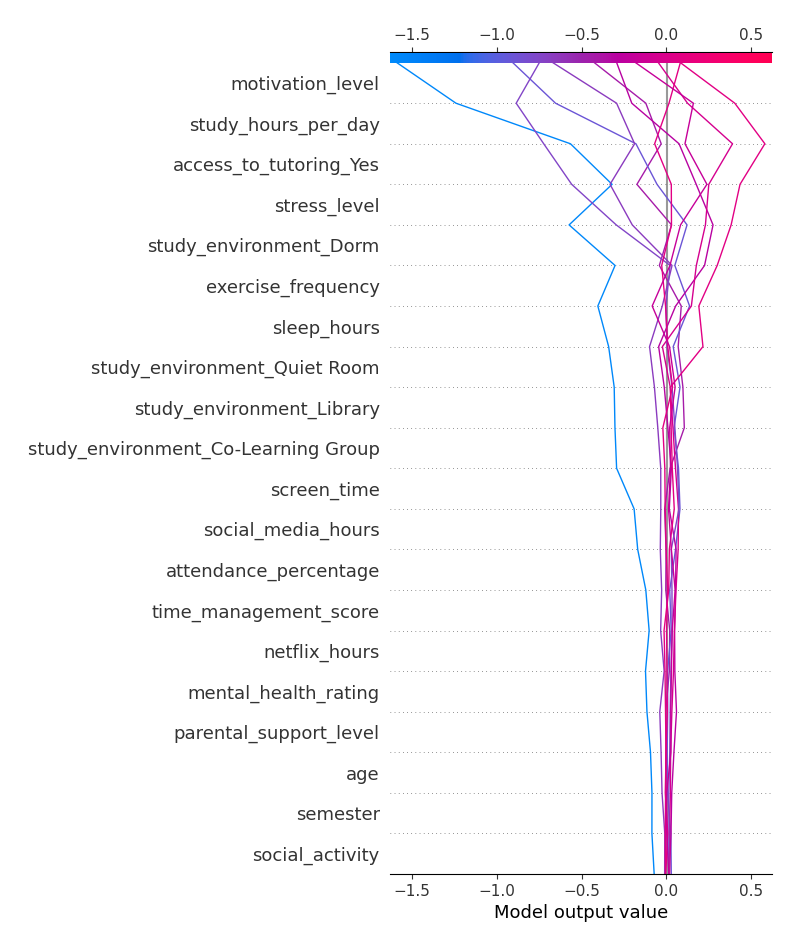 −1.5 −1.0 −0.5 0.0 0.5
motivation_level
study_hours_per_day
access_to_tutoring_Yes
stress_level
study_environment_Dorm
exercise_frequency
sleep_hours
study_environment_Quiet Room
study_environment_Library
study_environment_Co-Learning Group
screen_time
social_media_hours
attendance_percentage
time_management_score
netflix_hours
mental_health_rating
parental_support_level
age
semester
social_activity
−1.5 −1.0 −0.5 0.0 0.5
Model output value